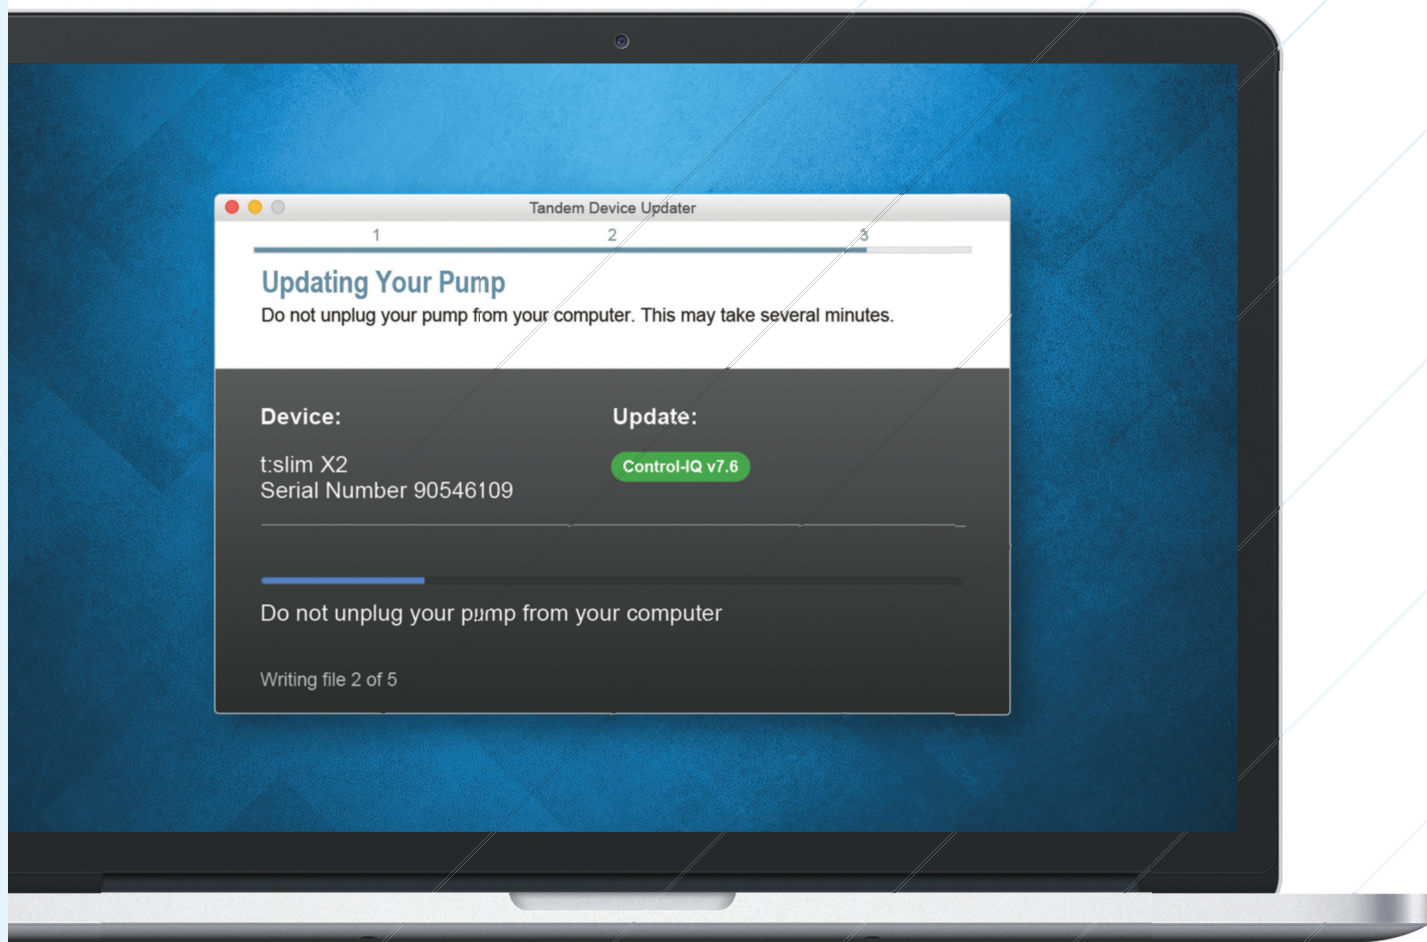 Tandem Device Updater
1 2 3
Updating Your Pump
Do not unplug your pump from your computer. This may take several minutes.
Device:
Update:
t:slim X2
Serial Number 90546109
Control-IQ v7.6
Do not unplug your pump from your computer
Writing file 2 of 5